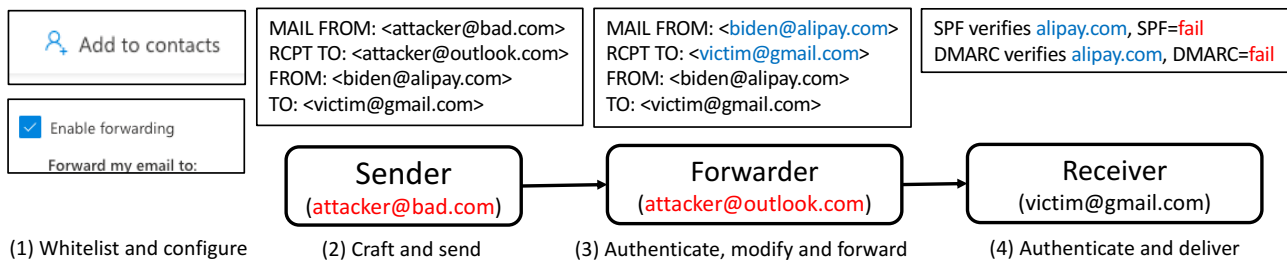 Add to contacts
Enable forwarding
Forward my email to:
MAIL FROM: <attacker@bad.com>
RCPT TO: <attacker@outlook.com>
FROM: <biden@alipay.com>
TO: <victim@gmail.com>
MAIL FROM: <biden@alipay.com>
RCPT TO: <victim@gmail.com>
FROM: <biden@alipay.com>
TO: <victim@gmail.com>
SPF verifies alipay.com, SPF=fail
DMARC verifies alipay.com, DMARC=fail
Sender
(attacker@bad.com)
Forwarder
(attacker@outlook.com)
Receiver
(victim@gmail.com)
(1) Whitelist and configure
(2) Craft and send
(3) Authenticate, modify and forward
(4) Authenticate and deliver